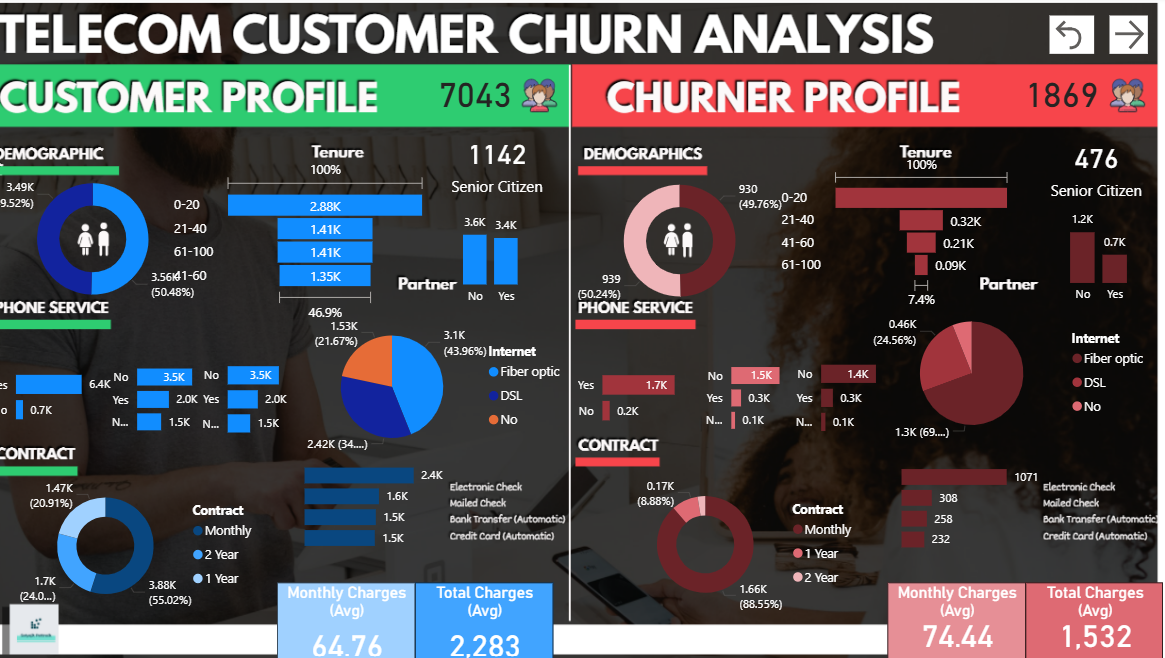 TELECOM CUSTOMER CHURN ANALYSIS
CUSTOMER PROFILE 7043
DEMOGRAPHIC
3.49K
9.52%)
3.56K
(50.48%)
Tenure
100%
0-20 2.88K
21-40 1.41K
61-100 1.41K
41-60 1.35K
46.9%
1142
Senior Citizen
3.6K 3.4K
No Yes
Partner
PHONE SERVICE
es 6.4K
o 0.7K
No 3.5K
Yes 2.0K
N... 1.5K
No 3.5K
Yes 2.0K
N... 1.5K
1.53K
(21.67%)
3.1K
(43.96%)
2.42K (34....)
Internet
Fiber optic
DSL
No
CONTRACT
1.47K
(20.91%)
1.7K
(24.0...)
3.88K
(55.02%)
Contract
Monthly
2 Year
1 Year
2.4K
1.6K
1.5K
1.5K
Electronic Check
Mailed Check
Bank Transfer (Automatic)
Credit Card (Automatic)
Monthly Charges
(Avg)
64.76
Total Charges
(Avg)
2,283
CHURNER PROFILE 1869
DEMOGRAPHICS
930
(49.76%)
939
(50.24%)
Tenure
100%
0-20
21-40 0.32K
41-60 0.21K
61-100 0.09K
7.4%
476
Senior Citizen
1.2K
0.7K
No Yes
Partner
PHONE SERVICE
Yes 1.7K
No 0.2K
No 1.5K
Yes 0.3K
N... 0.1K
No 1.4K
Yes 0.3K
N... 0.1K
0.46K
(24.56%)
1.3K (69....)
Internet
Fiber optic
DSL
No
CONTRACT
0.17K
(8.88%)
1.66K
(88.55%)
Contract
Monthly
1 Year
2 Year
1071
308
258
232
Electronic Check
Mailed Check
Bank Transfer (Automatic)
Credit Card (Automatic)
Monthly Charges
(Avg)
74.44
Total Charges
(Avg)
1,532